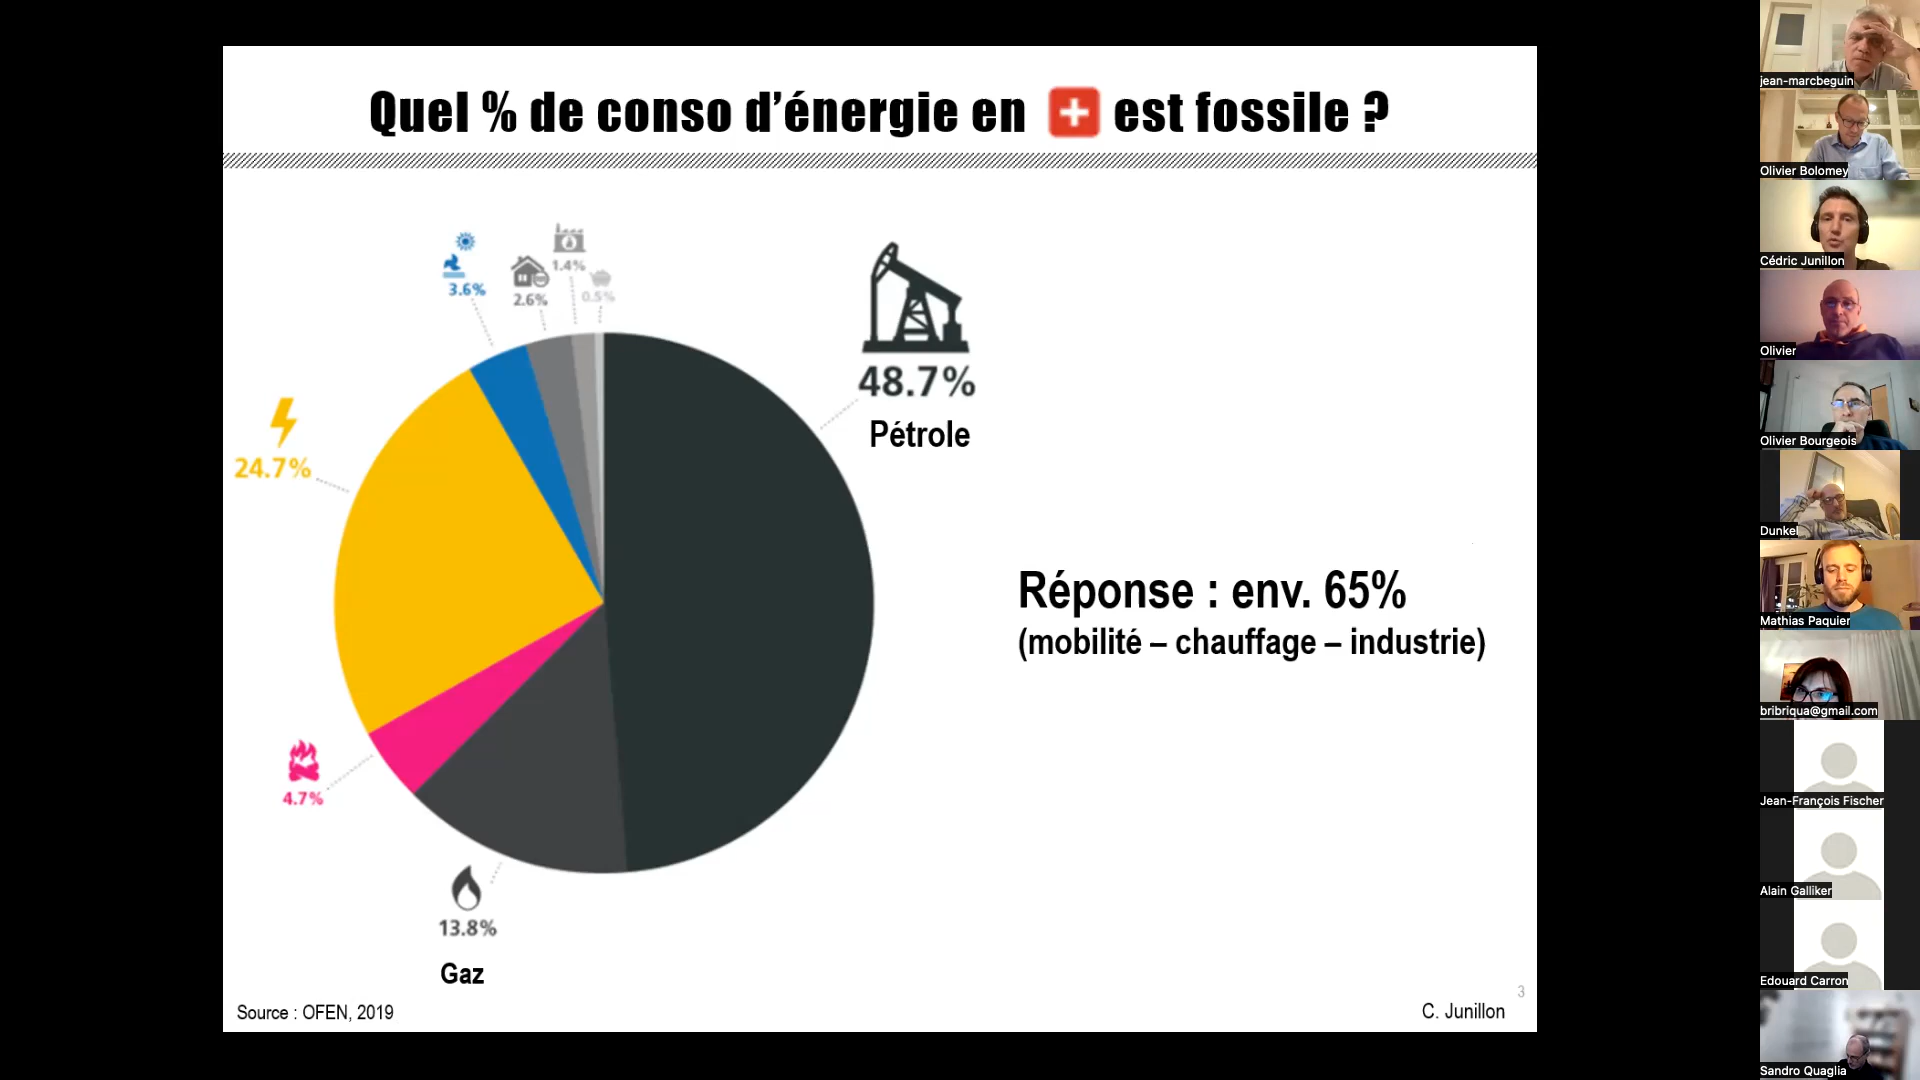 Quel % de conso d’énergie en est fossile ?
3.6%
2.6%
1.4%
0.5%
48.7%
Pétrole
24.7%
Réponse : env. 65%
(mobilité – chauffage – industrie)
4.7%
13.8%
Gaz
3
Source : OFEN, 2019
C. Junillon
jean-marcbeguin
Olivier Bolomey
Cédric Junillon
Olivier
Olivier Bourgeois
Dunkel
Mathias Paquier
bribriqua@gmail.com
Jean-François Fischer
Alain Galliker
Edouard Carron
Sandro Quaglia